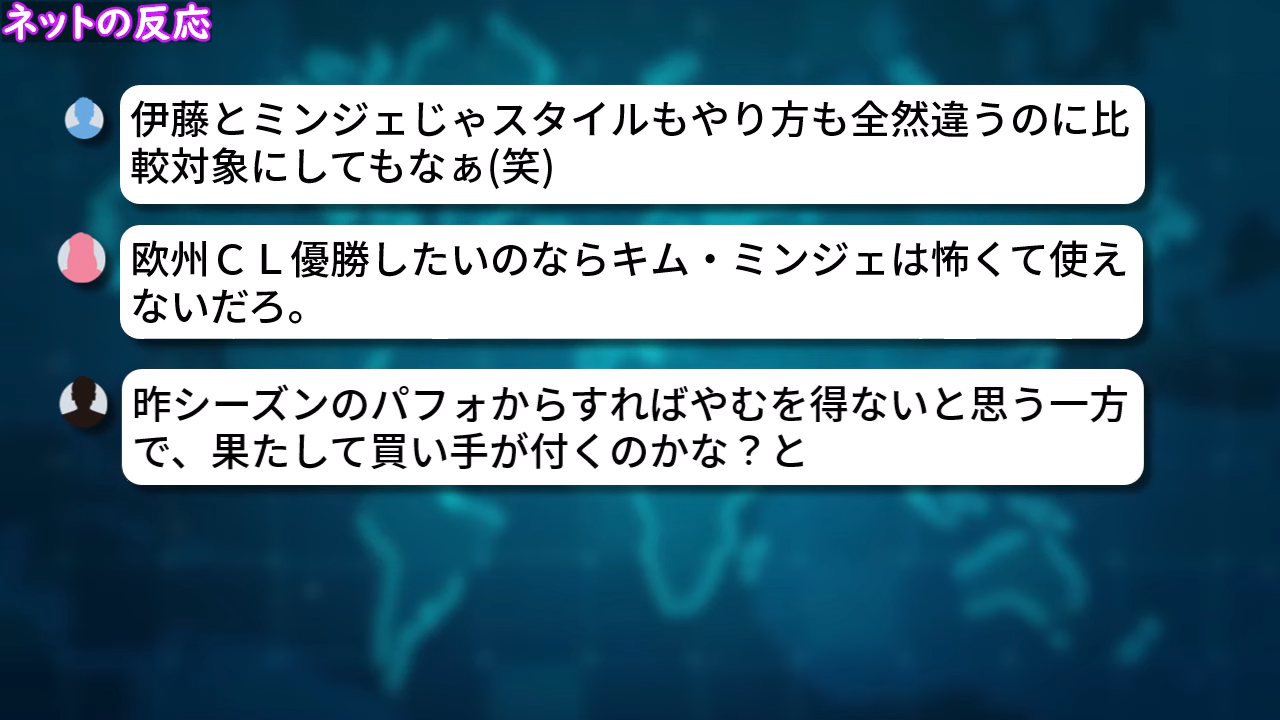 ネットの反応
伊藤とミンジェじゃスタイルもやり方も全然違うのに比
較対象にしてもなぁ(笑)
欧州ＣＬ優勝したいのならキム・ミンジェは怖くて使え
ないだろ。
昨シーズンのパフォからすればやむを得ないと思う一方
で、果たして買い手が付くのかな？と